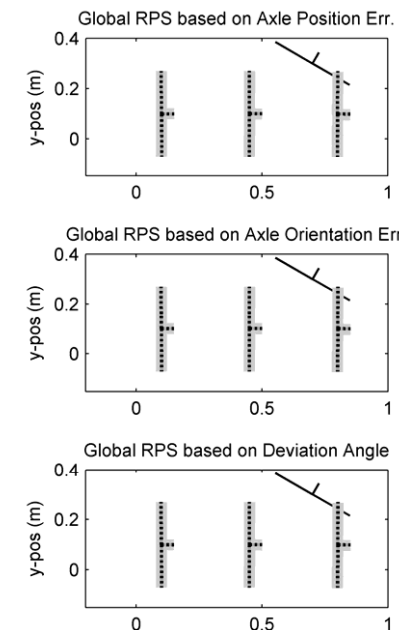 Global RPS based on Axle Position Err.
0.4
0.2
0
y-pos (m)
0 0.5 1
Global RPS based on Axle Orientation Err
0.4
0.2
0
y-pos (m)
0 0.5 1
Global RPS based on Deviation Angle
0.4
0.2
0
y-pos (m)
0 0.5 1